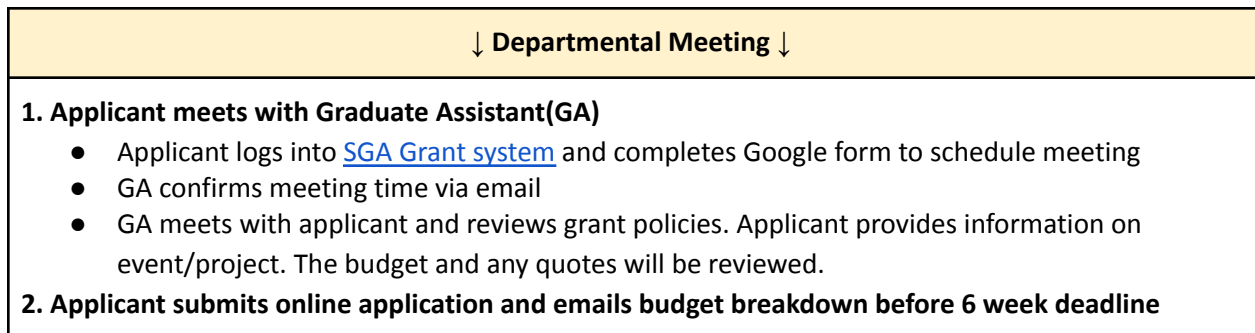 ↓ Departmental Meeting ↓
1. Applicant meets with Graduate Assistant(GA)
● Applicant logs into SGA Grant system and completes Google form to schedule meeting
● GA confirms meeting time via email
● GA meets with applicant and reviews grant policies. Applicant provides information on
event/project. The budget and any quotes will be reviewed.
2. Applicant submits online application and emails budget breakdown before 6 week deadline